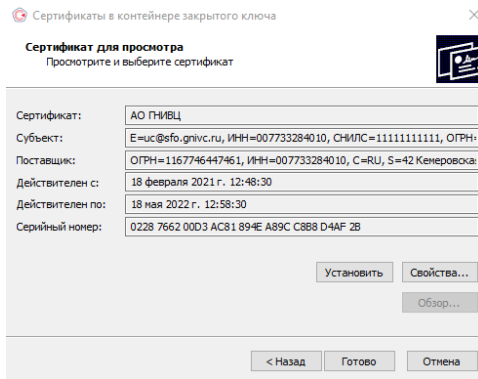 Сертификаты в контейнере закрытого ключа
Сертификат для просмотра
Просмотрите и выберите сертификат
Сертификат: АО ГНИВЦ
Субъект: E=uc@sfo.gnivc.ru, ИНН=007733284010, СНИЛС=11111111111, ОГРН=
Поставщик: ОГРН=1167746447461, ИНН=007733284010, C=RU, S=42 Кемеровска
Действителен с: 18 февраля 2021 г. 12:48:30
Действителен по: 18 мая 2022 г. 12:58:30
Серийный номер: 0228 7662 00D3 AC81 894E A89C C8B8 D4AF 2B
Установить Свойства...
Обзор...
< Назад Готово Отмена